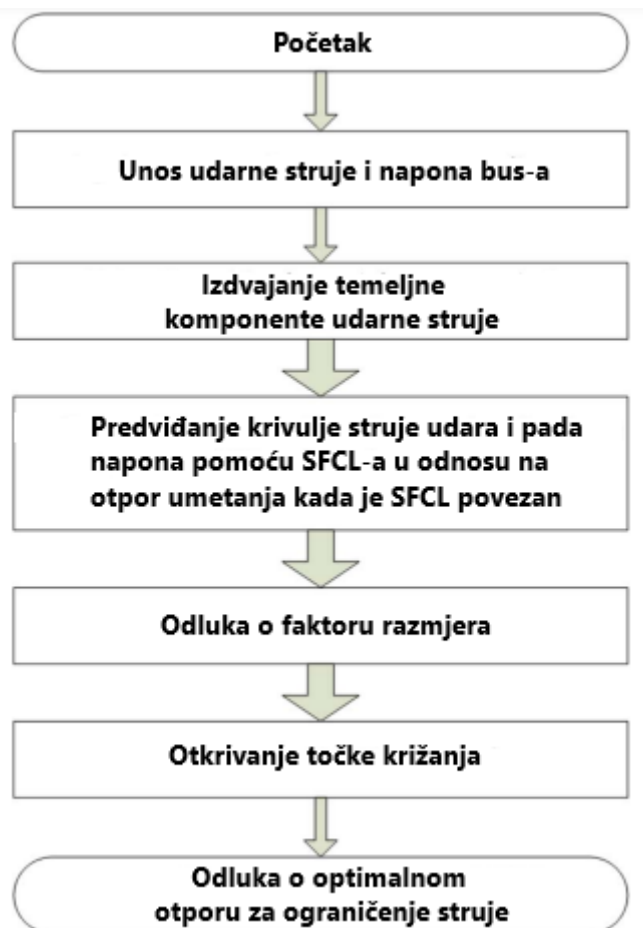 Početak
Unos udarne struje i napona bus-a
Izdvajanje temeljne
komponente udarne struje
Predviđanje krivulje struje udara i pada
napona pomoću SFCL-a u odnosu na
otpor umetanja kada je SFCL povezan
Odluka o faktoru razmjera
Otkrivanje točke križanja
Odluka o optimalnom
otporu za ograničenje struje